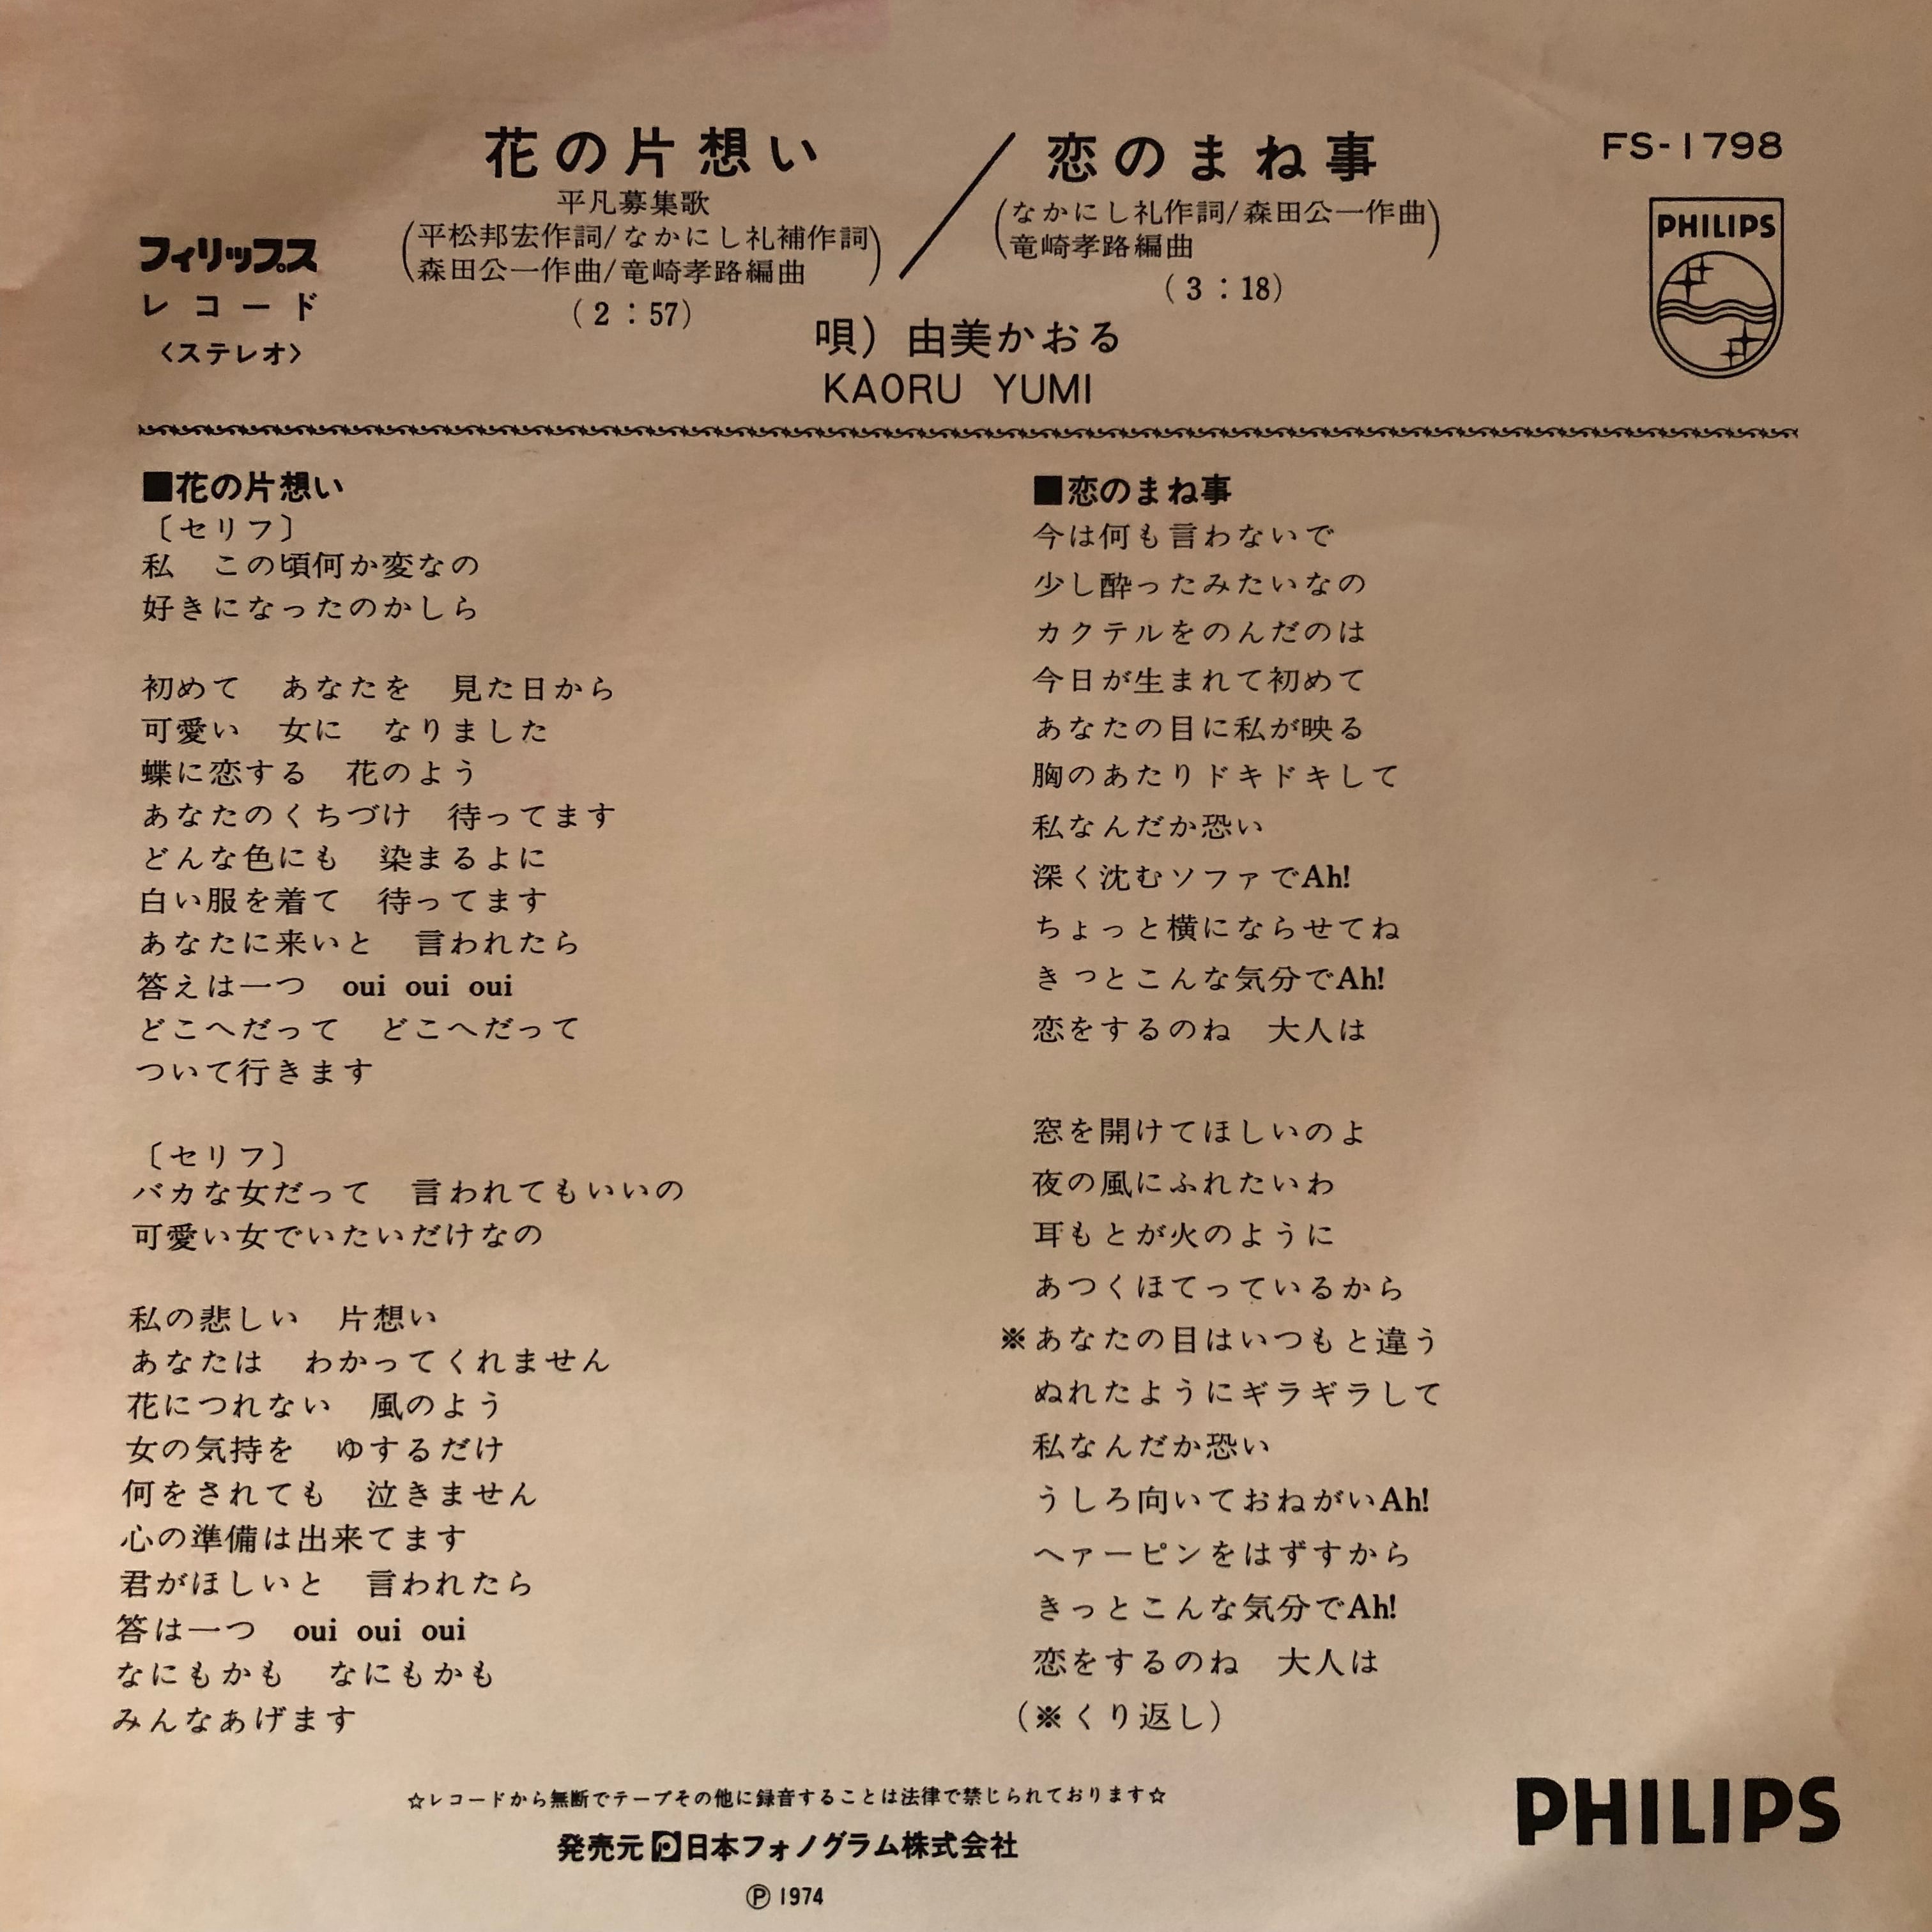 花の片想い／恋のまね事
FS-1798
平凡募集歌
(平松邦宏作詞/なかにし礼補作詞)
(森田公一作曲/竜崎孝路編曲)
(2：57)
(なかにし礼作詞/森田公一作曲)
(竜崎孝路編曲)
(3：18)
フィリップス
レコード
〈ステレオ〉
PHILIPS
唄）由美かおる
KAORU YUMI
■花の片想い
〔セリフ〕
私　この頃何か変なの
好きになったのかしら
初めて　あなたを　見た日から
可愛い　女に　なりました
蝶に恋する　花のよう
あなたのくちづけ　待ってます
どんな色にも　染まるよに
白い服を着て　待ってます
あなたに来いと　言われたら
答えは一つ　oui oui oui
どこへだって　どこへだって
ついて行きます
〔セリフ〕
バカな女だって　言われてもいいの
可愛い女でいたいだけなの
私の悲しい　片想い
あなたは　わかってくれません
花につれない　風のよう
女の気持を　ゆするだけ
何をされても　泣きません
心の準備は出来てます
君がほしいと　言われたら
答は一つ　oui oui oui
なにもかも　なにもかも
みんなあげます
■恋のまね事
今は何も言わないで
少し酔ったみたいなの
カクテルをのんだのは
今日が生まれて初めて
あなたの目に私が映る
胸のあたりドキドキして
私なんだか恐い
深く沈むソファでAh!
ちょっと横にならせてね
きっとこんな気分でAh!
恋をするのね　大人は
窓を開けてほしいのよ
夜の風にふれたいわ
耳もとが火のように
あつくほてっているから
※あなたの目はいつもと違う
ぬれたようにギラギラして
私なんだか恐い
うしろ向いておねがいAh!
ヘァーピンをはずすから
きっとこんな気分でAh!
恋をするのね　大人は
(※くり返し)
☆レコードから無断でテープその他に録音することは法律で禁じられております☆
発売元 日本フォノグラム株式会社
Ⓟ 1974
PHILIPS